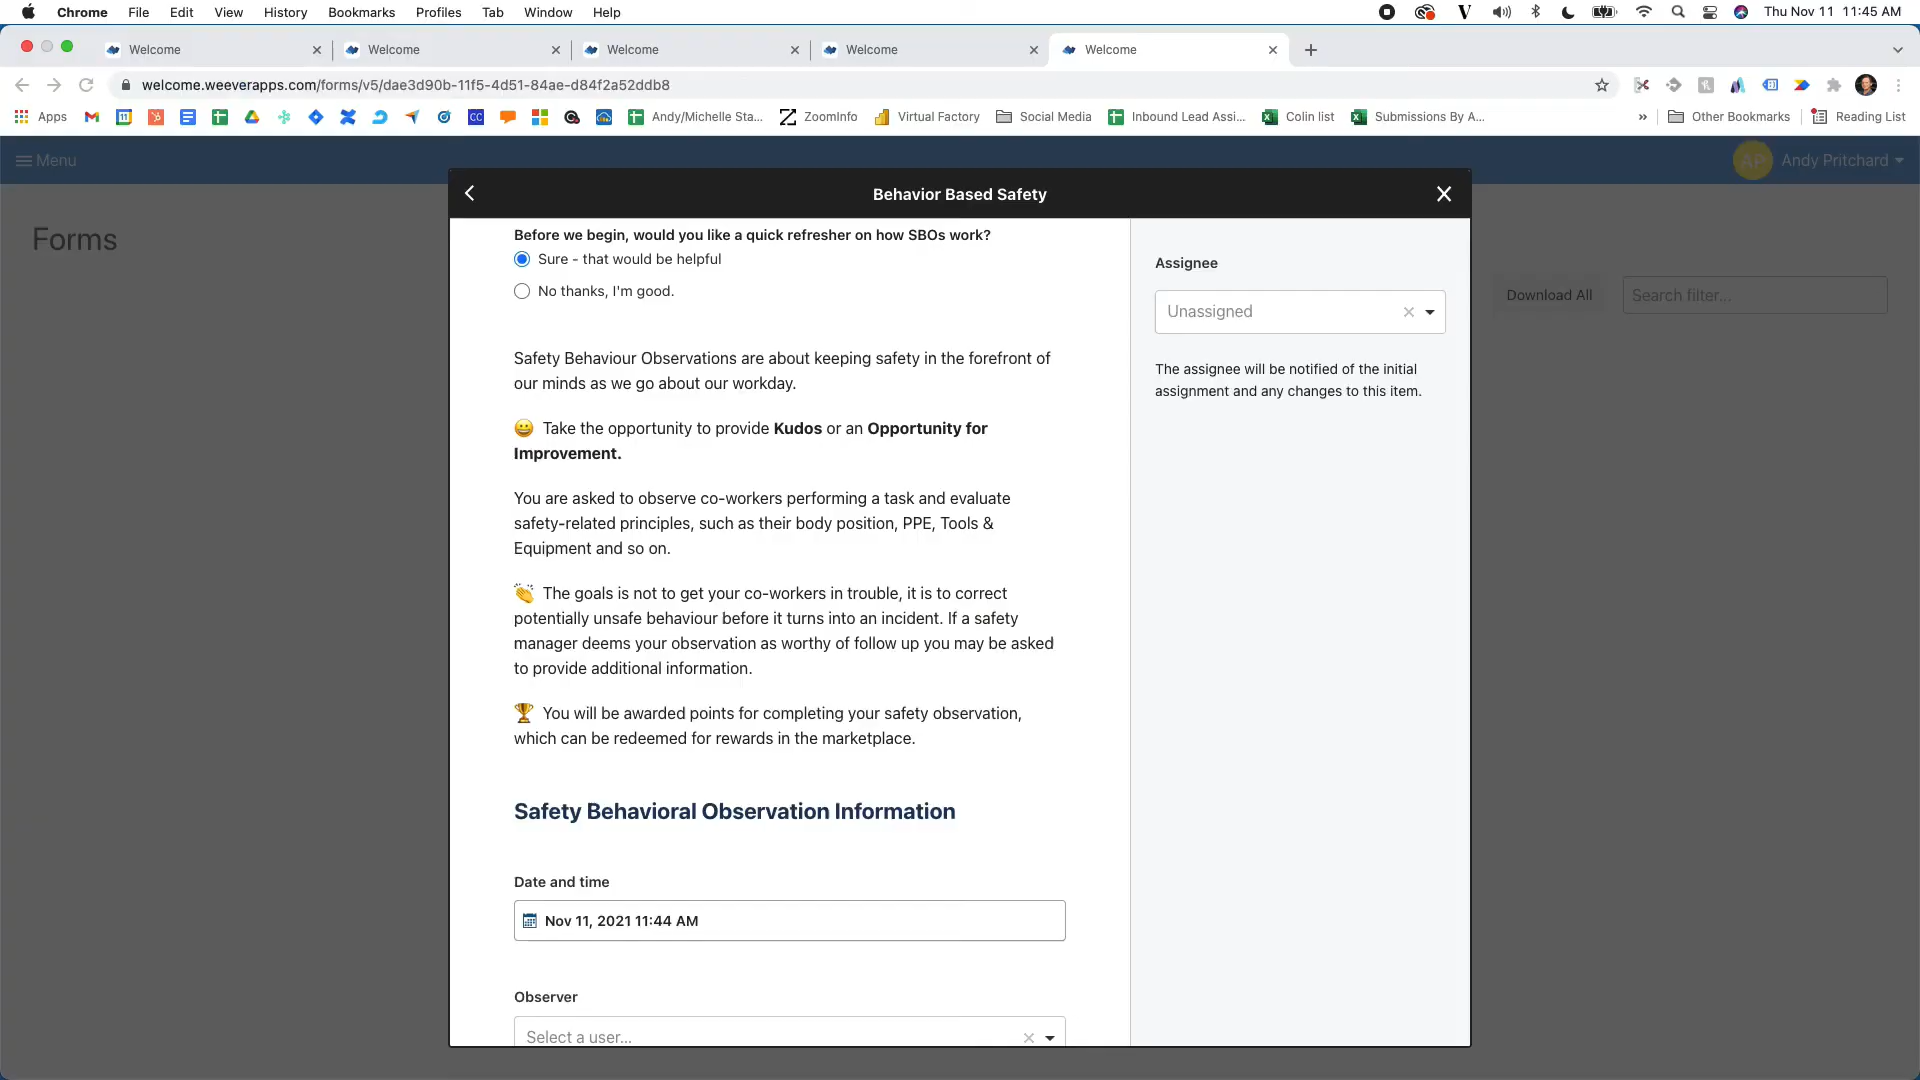 Chrome File Edit View History Bookmarks Profiles Tab Window Help
Thu Nov 11 11:45 AM
Welcome
Welcome
Welcome
Welcome
Welcome
welcome.weeverapps.com/forms/v5/dae3d90b-11f5-4d51-84ae-d84f2a52ddb8
Apps
Andy/Michelle Sta...
ZoomInfo
Virtual Factory
Social Media
Inbound Lead Assi...
Colin list
Submissions By A...
»
Other Bookmarks
Reading List
Menu
AP
Andy Pritchard
Behavior Based Safety
Forms
Download All
Search filter...
Before we begin, would you like a quick refresher on how SBOs work?
Sure - that would be helpful
No thanks, I'm good.
Safety Behaviour Observations are about keeping safety in the forefront of
our minds as we go about our workday.
😀 Take the opportunity to provide Kudos or an Opportunity for
Improvement.
You are asked to observe co-workers performing a task and evaluate
safety-related principles, such as their body position, PPE, Tools &
Equipment and so on.
👏 The goals is not to get your co-workers in trouble, it is to correct
potentially unsafe behaviour before it turns into an incident. If a safety
manager deems your observation as worthy of follow up you may be asked
to provide additional information.
🏆 You will be awarded points for completing your safety observation,
which can be redeemed for rewards in the marketplace.
Safety Behavioral Observation Information
Date and time
Nov 11, 2021 11:44 AM
Observer
Select a user...
Assignee
Unassigned
The assignee will be notified of the initial
assignment and any changes to this item.